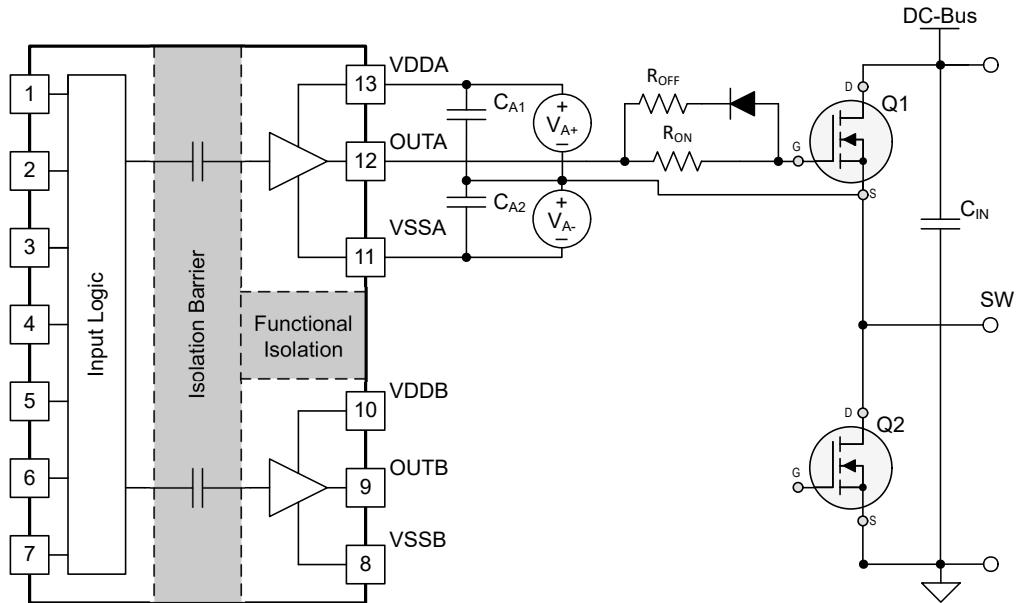 DC-Bus
VDDA
1
13
C_A1
+
V_A+
−
R_OFF
D
Q1
OUTA
R_ON
2
12
G
S
C_A2
+
V_A-
−
C_IN
VSSA
3
11
SW
4
Input Logic
Isolation Barrier
Functional
Isolation
VDDB
5
10
D
Q2
OUTB
6
9
G
S
VSSB
7
8